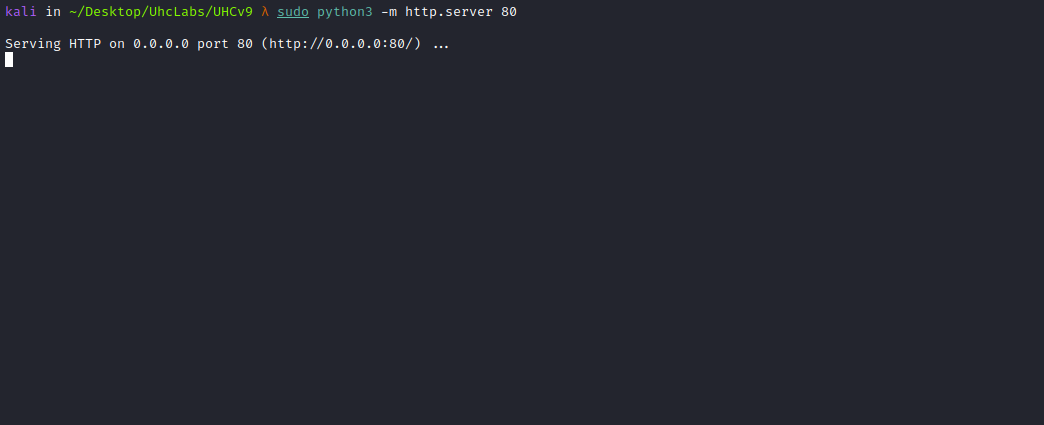 kali in ~/Desktop/UhcLabs/UHCv9 λ sudo python3 -m http.server 80
Serving HTTP on 0.0.0.0 port 80 (http://0.0.0.0:80/) ...